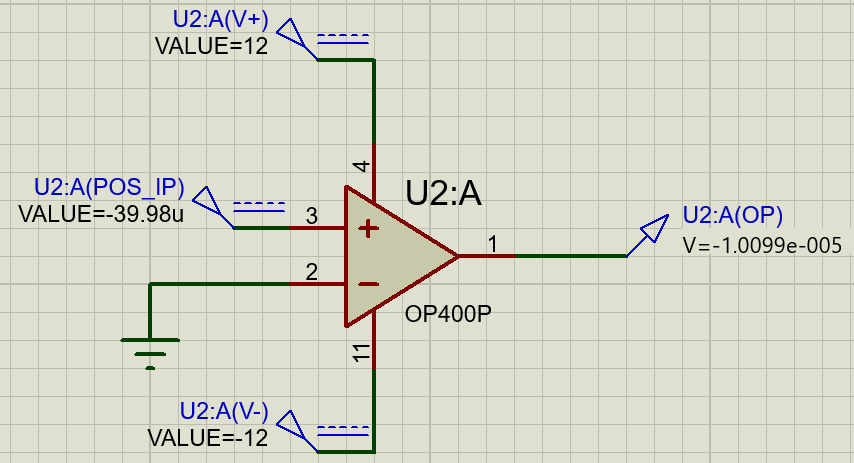 U2:A(V+)
VALUE=12
4
U2:A
U2:A(POS_IP)
VALUE=-39.98u
3
+
U2:A(OP)
V=-1.0099e-005
1
2
−
OP400P
11
U2:A(V-)
VALUE=-12